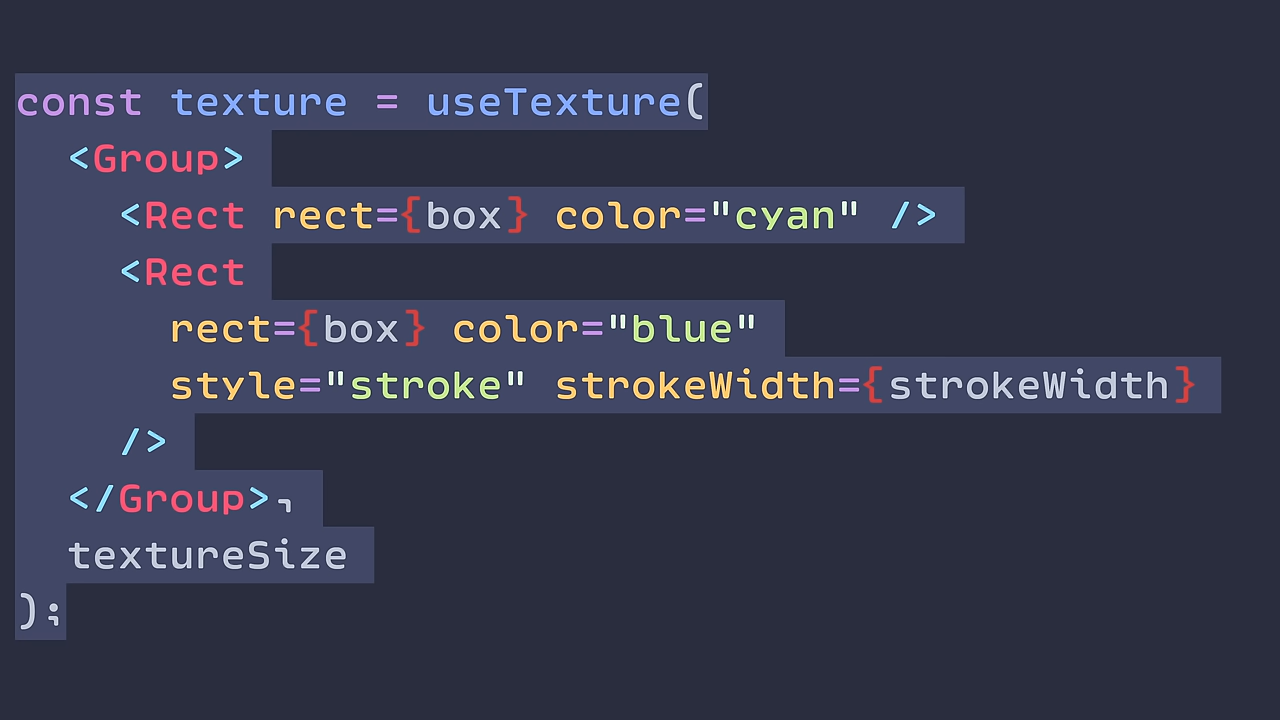 const texture = useTexture(
  <Group>
    <Rect rect={box} color="cyan" />
    <Rect
      rect={box} color="blue"
      style="stroke" strokeWidth={strokeWidth}
    />
  </Group>,
  textureSize
);